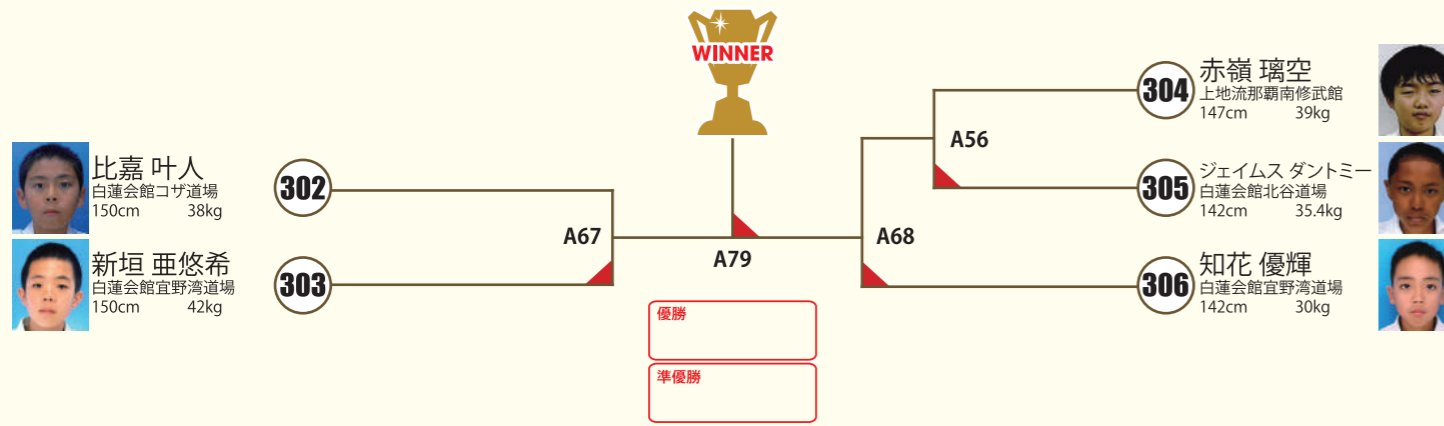 WINNER
302
比嘉 叶人
白蓮会館コザ道場
150cm 38kg
303
新垣 亜悠希
白蓮会館宜野湾道場
150cm 42kg
A67
A79
A56
A68
304
赤嶺 璃空
上地流那覇南修武館
147cm 39kg
305
ジェイムス ダントミー
白蓮会館北谷道場
142cm 35.4kg
306
知花 優輝
白蓮会館宜野湾道場
142cm 30kg
優勝
準優勝